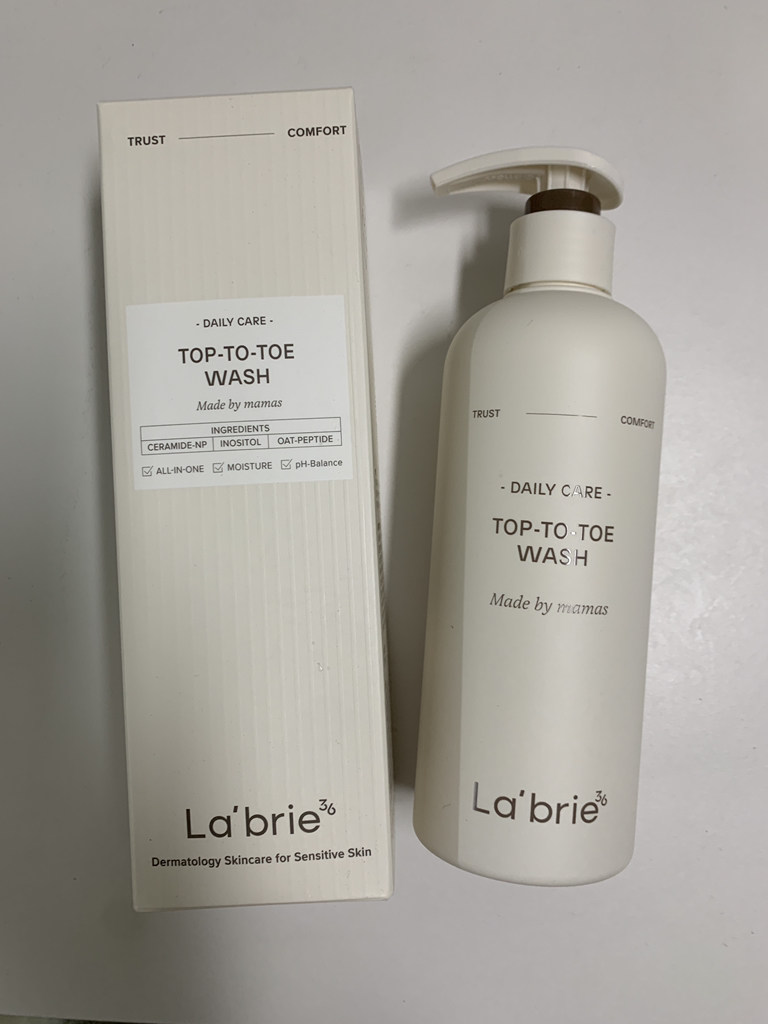 TRUST COMFORT
- DAILY CARE -
TOP-TO-TOE
WASH
Made by mamas
INGREDIENTS
CERAMIDE-NP INOSITOL OAT-PEPTIDE
☑ ALL-IN-ONE ☑ MOISTURE ☑ pH-Balance
La'brie³⁶
Dermatology Skincare for Sensitive Skin
TRUST COMFORT
- DAILY CARE -
TOP-TO-TOE
WASH
Made by mamas
La'brie³⁶